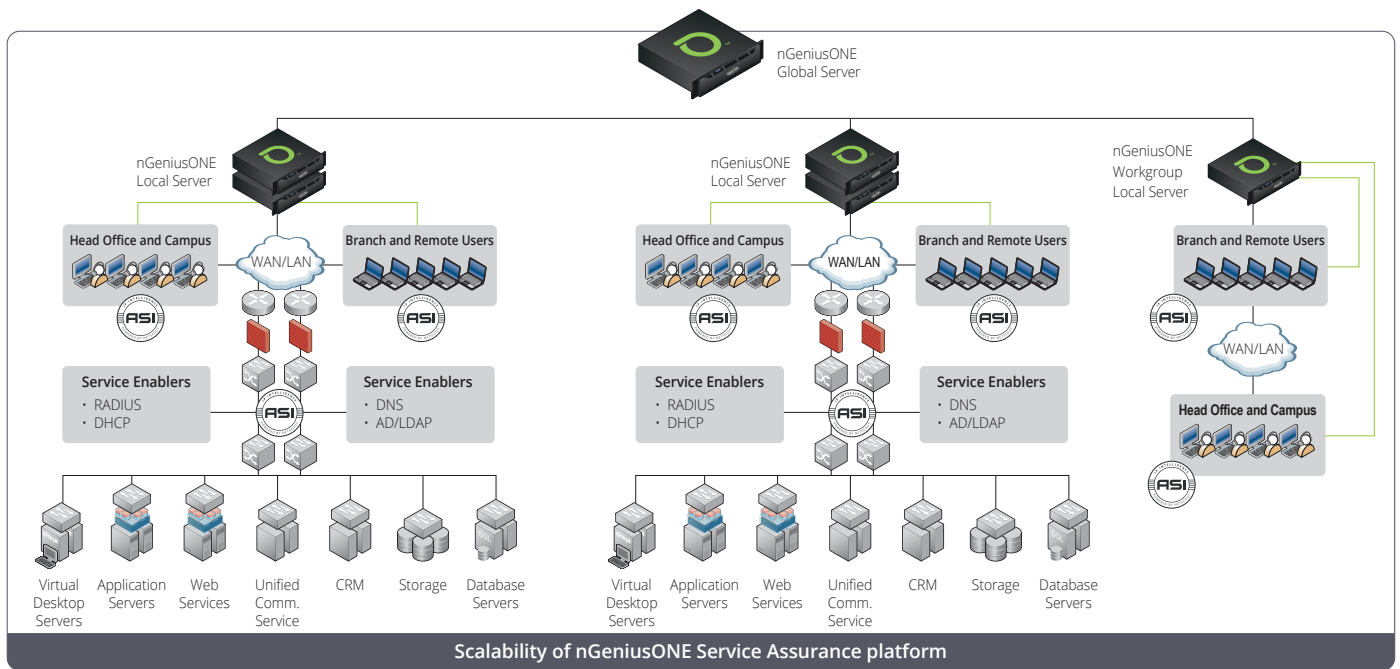 nGeniusONE
Global Server
nGeniusONE
Local Server
Head Office and Campus
WAN/LAN
Branch and Remote Users
ASI
ASI
Service Enablers
• RADIUS
• DHCP
ASI
Service Enablers
• DNS
• AD/LDAP
Virtual
Desktop
Servers
Application
Servers
Web
Services
Unified
Comm.
Service
CRM
Storage
Database
Servers
nGeniusONE
Local Server
Head Office and Campus
WAN/LAN
Branch and Remote Users
ASI
ASI
Service Enablers
• RADIUS
• DHCP
ASI
Service Enablers
• DNS
• AD/LDAP
Virtual
Desktop
Servers
Application
Servers
Web
Services
Unified
Comm.
Service
CRM
Storage
Database
Servers
nGeniusONE
Workgroup
Local Server
Branch and Remote Users
ASI
WAN/LAN
Head Office and Campus
ASI
Scalability of nGeniusONE Service Assurance platform